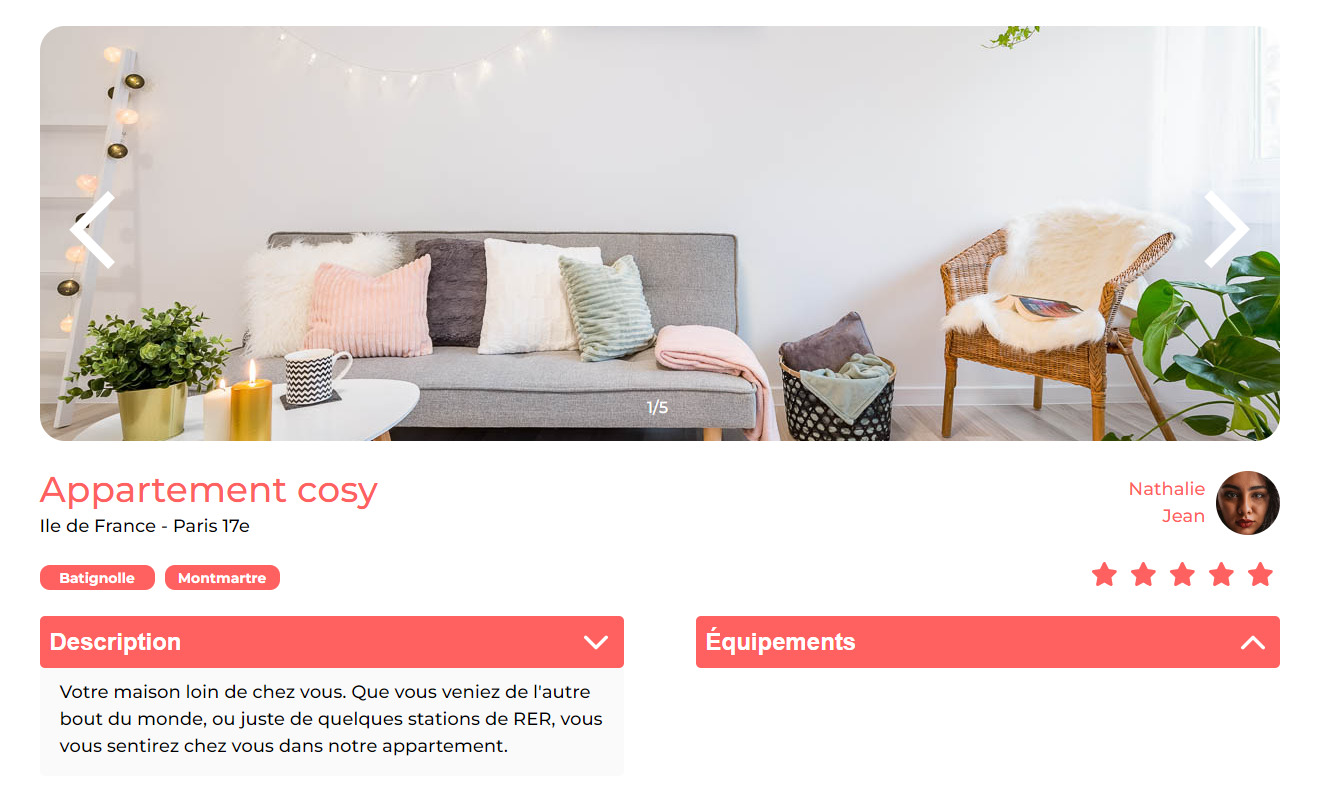 1/5
Appartement cosy
Ile de France - Paris 17e
Nathalie
Jean
Batignolle
Montmartre
Description
Votre maison loin de chez vous. Que vous veniez de l'autre
bout du monde, ou juste de quelques stations de RER, vous
vous sentirez chez vous dans notre appartement.
Équipements